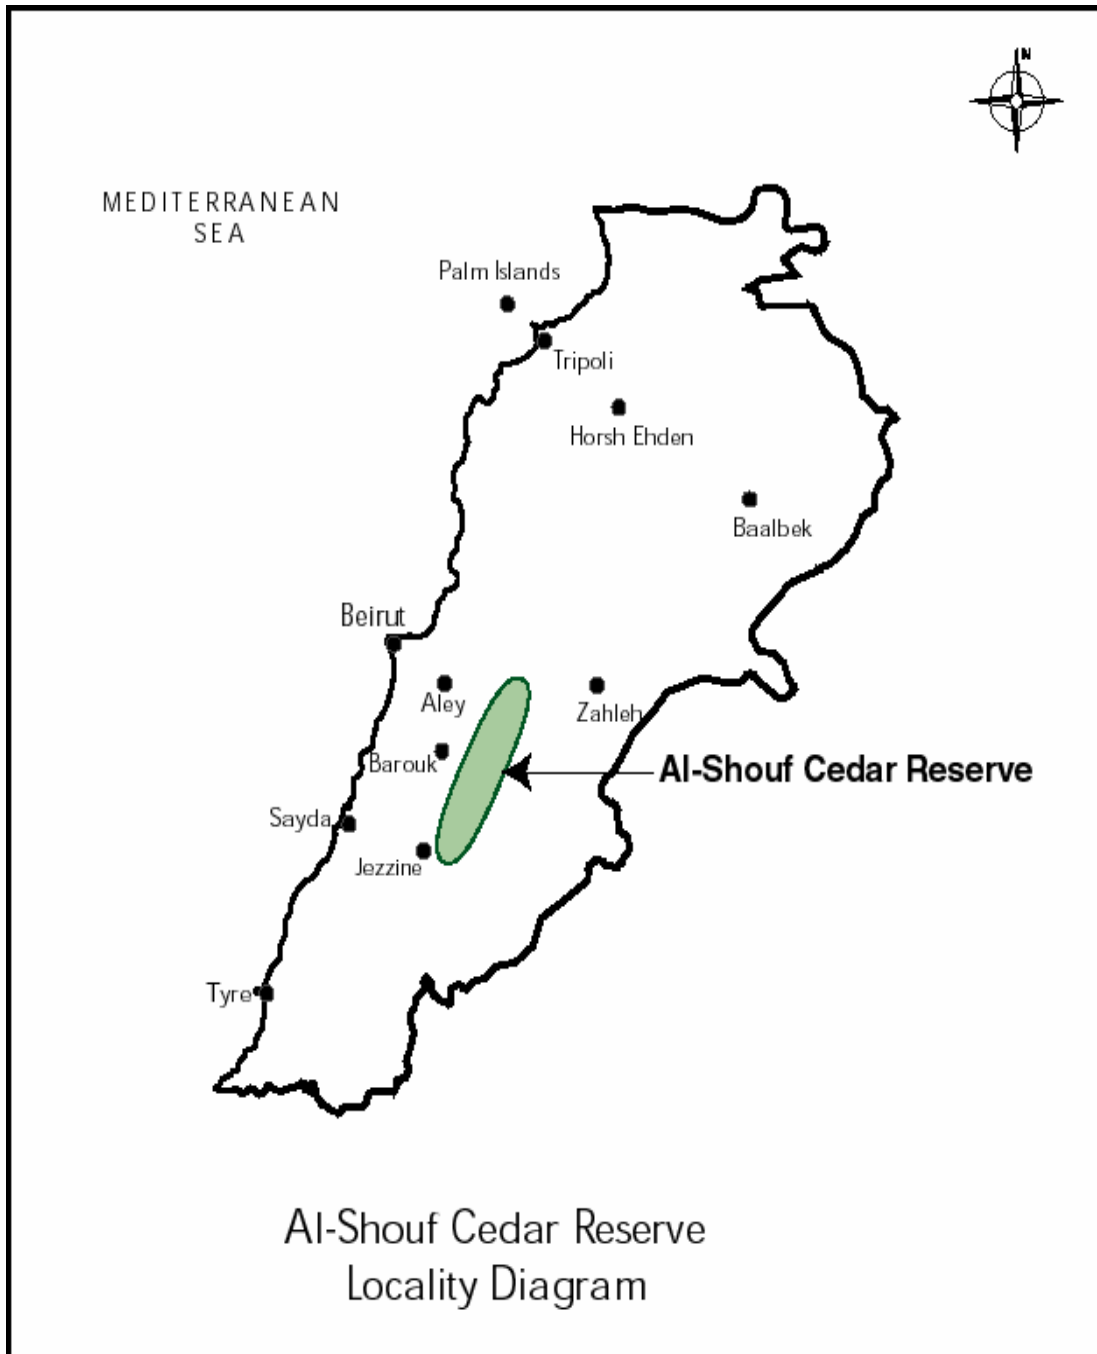 N
MEDITERRANEAN
SEA
Palm Islands
Tripoli
Horsh Ehden
Baalbek
Beirut
Aley
Zahleh
Barouk
Al-Shouf Cedar Reserve
Sayda
Jezzine
Tyre
Al-Shouf Cedar Reserve
Locality Diagram